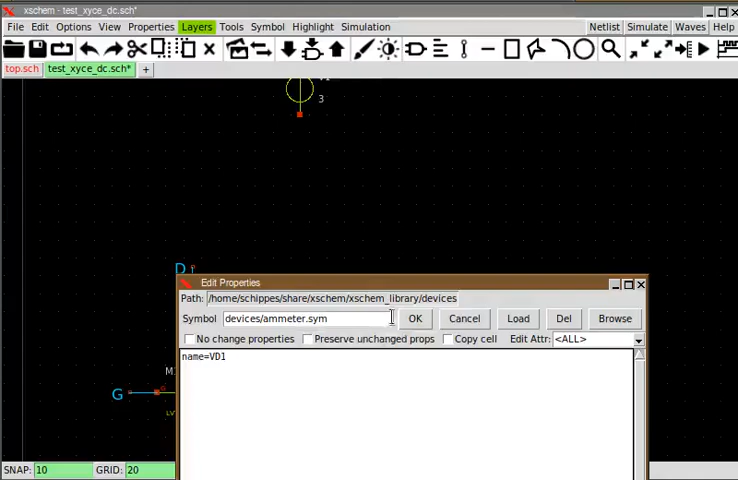 xschem - test_xyce_dc.sch*
File Edit Options View Properties Layers Tools Symbol Highlight Simulation Netlist Simulate Waves Help
top.sch test_xyce_dc.sch* +
3
D
Edit Properties
Path: /home/schippes/share/xschem/xschem_library/devices
Symbol devices/ammeter.sym OK Cancel Load Del Browse
No change properties Preserve unchanged props Copy cell Edit Attr: <ALL>
name=VD1
G
SNAP: 10 GRID: 20